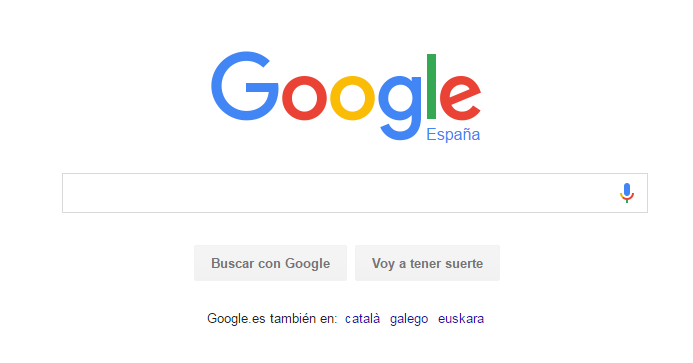 Google
España
Buscar con Google Voy a tener suerte
Google.es también en: català galego euskara